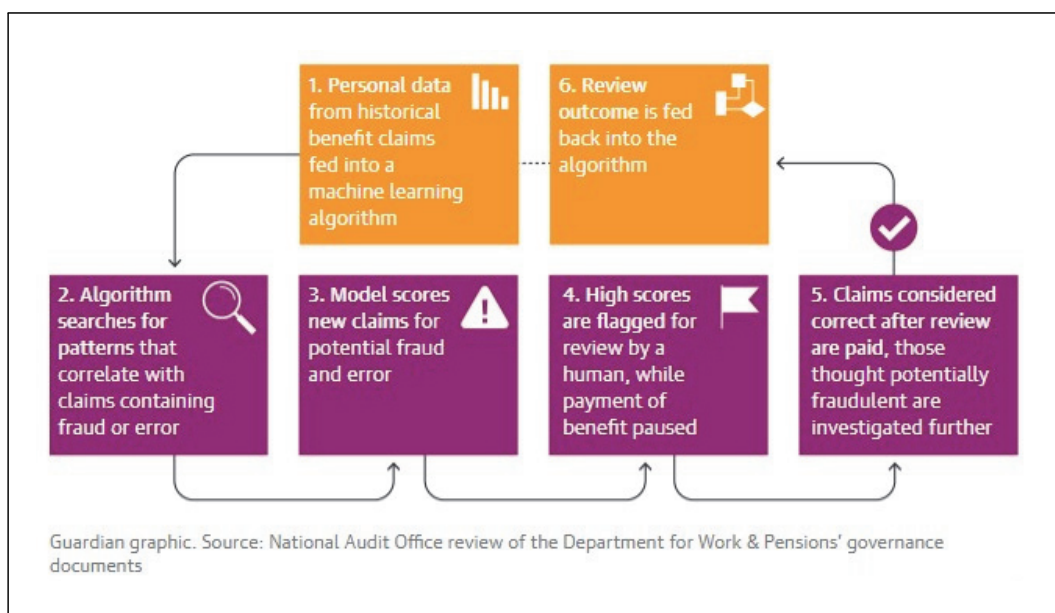 1. Personal data
from historical
benefit claims
fed into a
machine learning
algorithm
6. Review
outcome is fed
back into the
algorithm
2. Algorithm
searches for
patterns that
correlate with
claims containing
fraud or error
3. Model scores
new claims for
potential fraud
and error
4. High scores
are flagged for
review by a
human, while
payment of
benefit paused
5. Claims considered
correct after review
are paid, those
thought potentially
fraudulent are
investigated further
Guardian graphic. Source: National Audit Office review of the Department for Work & Pensions' governance
documents